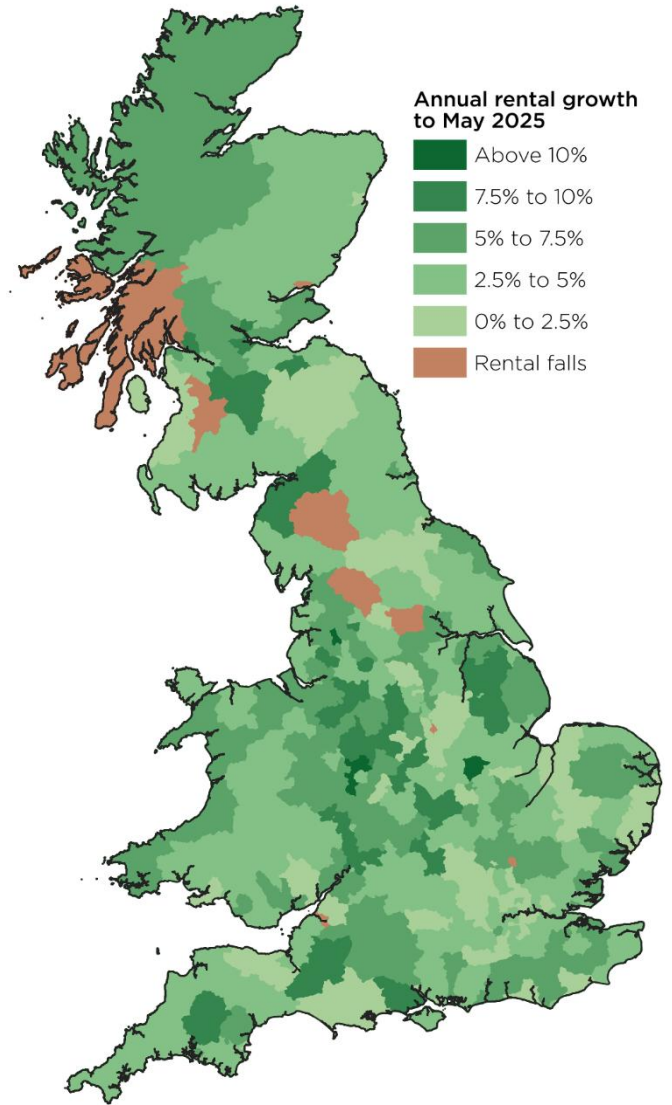 Annual rental growth
to May 2025
Above 10%
7.5% to 10%
5% to 7.5%
2.5% to 5%
0% to 2.5%
Rental falls